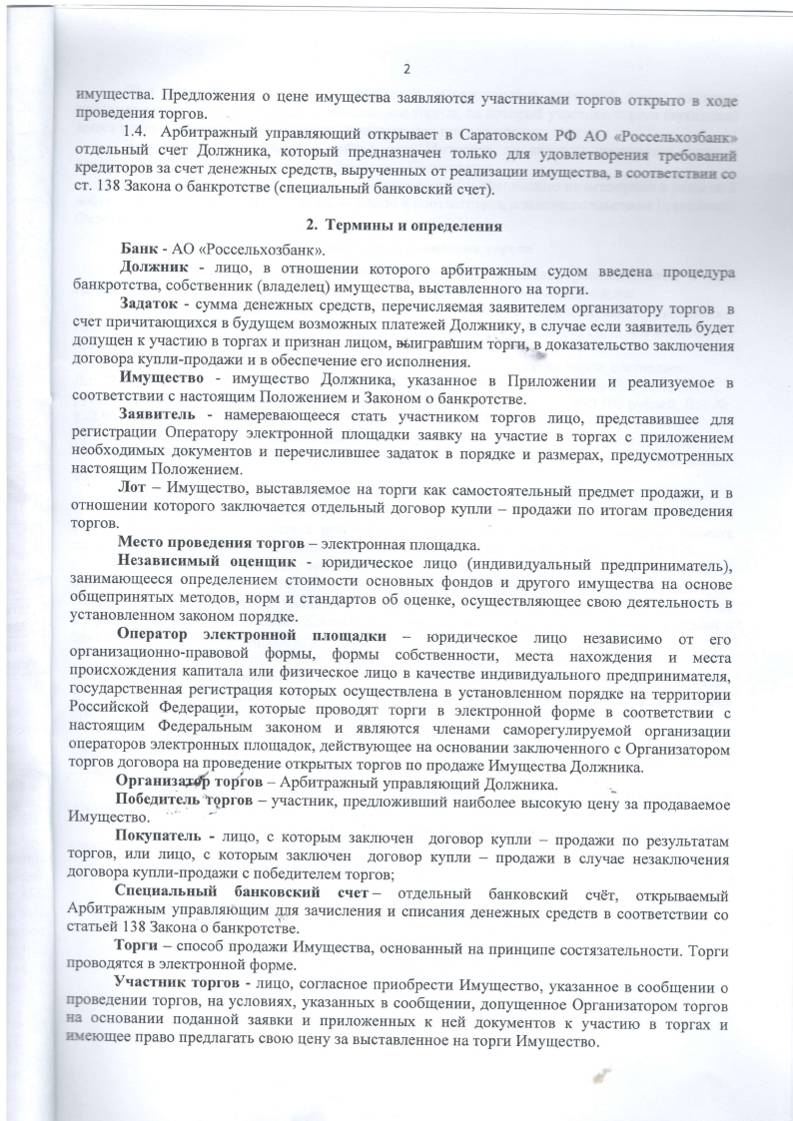 2
имущества. Предложения о цене имущества заявляются участниками торгов открыто в ходе
проведения торгов.
1.4. Арбитражный управляющий открывает в Саратовском РФ АО «Россельхозбанк»
отдельный счет Должника, который предназначен только для удовлетворения требований
кредиторов за счет денежных средств, вырученных от реализации имущества, в соответствии со
ст. 138 Закона о банкротстве (специальный банковский счет).
2. Термины и определения
Банк - АО «Россельхозбанк».
Должник - лицо, в отношении которого арбитражным судом введена процедура
банкротства, собственник (владелец) имущества, выставленного на торги.
Задаток - сумма денежных средств, перечисляемая заявителем организатору торгов в
счет причитающихся в будущем возможных платежей Должнику, в случае если заявитель будет
допущен к участию в торгах и признан лицом, выигравшим торги, в доказательство заключения
договора купли-продажи и в обеспечение его исполнения.
Имущество - имущество Должника, указанное в Приложении и реализуемое в
соответствии с настоящим Положением и Законом о банкротстве.
Заявитель - намеревающееся стать участником торгов лицо, представившее для
регистрации Оператору электронной площадки заявку на участие в торгах с приложением
необходимых документов и перечислившее задаток в порядке и размерах, предусмотренных
настоящим Положением.
Лот – Имущество, выставляемое на торги как самостоятельный предмет продажи, и в
отношении которого заключается отдельный договор купли – продажи по итогам проведения
торгов.
Место проведения торгов – электронная площадка.
Независимый оценщик - юридическое лицо (индивидуальный предприниматель),
занимающееся определением стоимости основных фондов и другого имущества на основе
общепринятых методов, норм и стандартов об оценке, осуществляющее свою деятельность в
установленном законом порядке.
Оператор электронной площадки – юридическое лицо независимо от его
организационно-правовой формы, формы собственности, места нахождения и места
происхождения капитала или физическое лицо в качестве индивидуального предпринимателя,
государственная регистрация которых осуществлена в установленном порядке на территории
Российской Федерации, которые проводят торги в электронной форме в соответствии с
настоящим Федеральным законом и являются членами саморегулируемой организации
операторов электронных площадок, действующее на основании заключенного с Организатором
торгов договора на проведение открытых торгов по продаже Имущества Должника.
Организатор торгов – Арбитражный управляющий Должника.
Победитель торгов – участник, предложивший наиболее высокую цену за продаваемое
Имущество.
Покупатель - лицо, с которым заключен договор купли – продажи по результатам
торгов, или лицо, с которым заключен договор купли – продажи в случае незаключения
договора купли-продажи с победителем торгов;
Специальный банковский счет – отдельный банковский счёт, открываемый
Арбитражным управляющим для зачисления и списания денежных средств в соответствии со
статьей 138 Закона о банкротстве.
Торги – способ продажи Имущества, основанный на принципе состязательности. Торги
проводятся в электронной форме.
Участник торгов - лицо, согласное приобрести Имущество, указанное в сообщении о
проведении торгов, на условиях, указанных в сообщении, допущенное Организатором торгов
на основании поданной заявки и приложенных к ней документов к участию в торгах и
имеющее право предлагать свою цену за выставленное на торги Имущество.